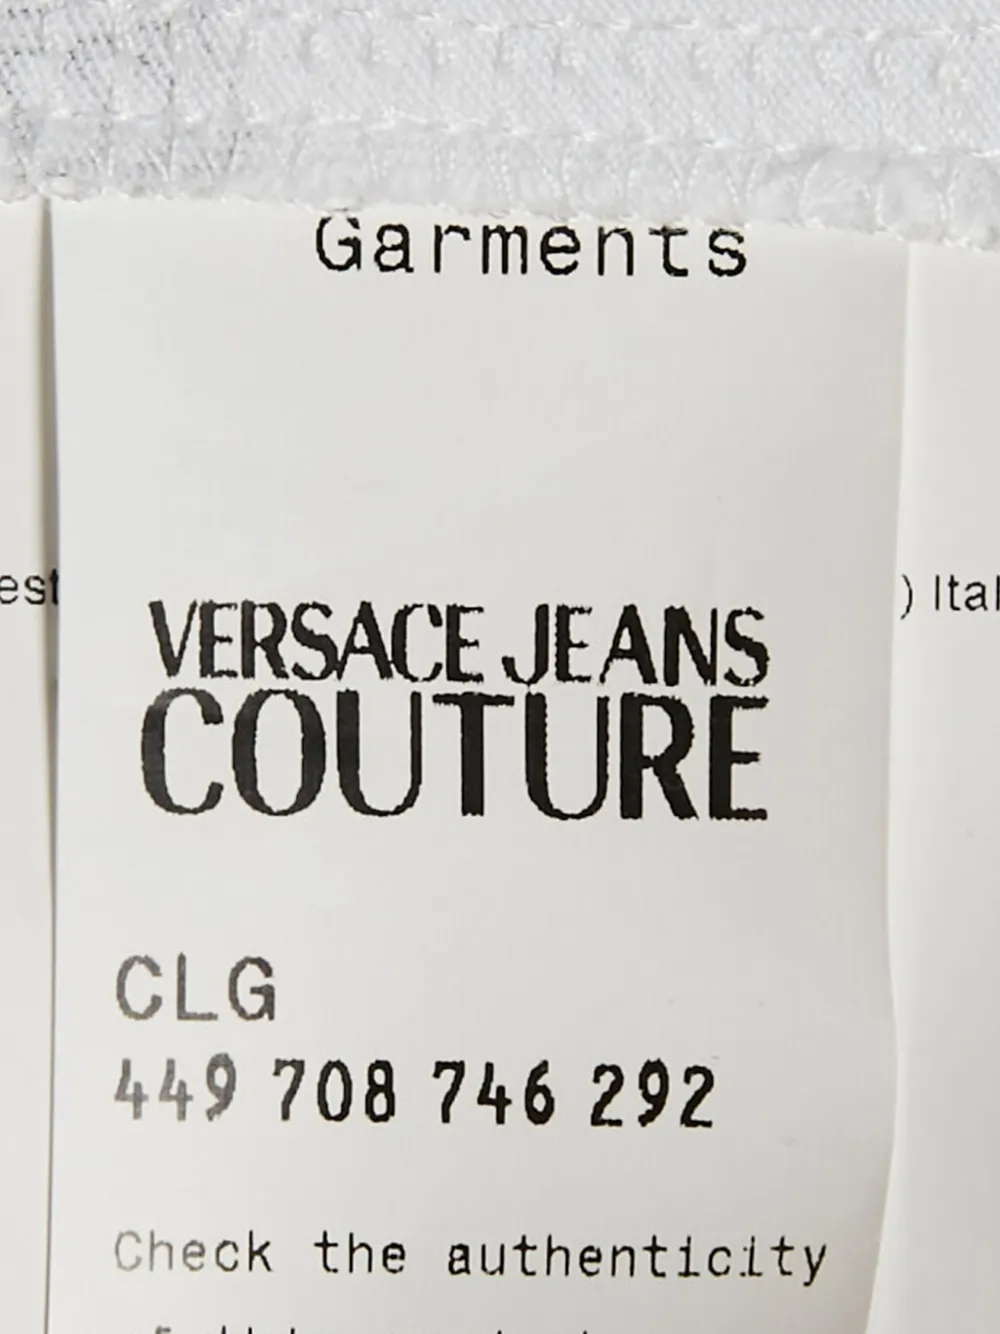 Garments
est
) Ital
VERSACE JEANS
COUTURE
CLG
449 708 746 292
Check the authenticity